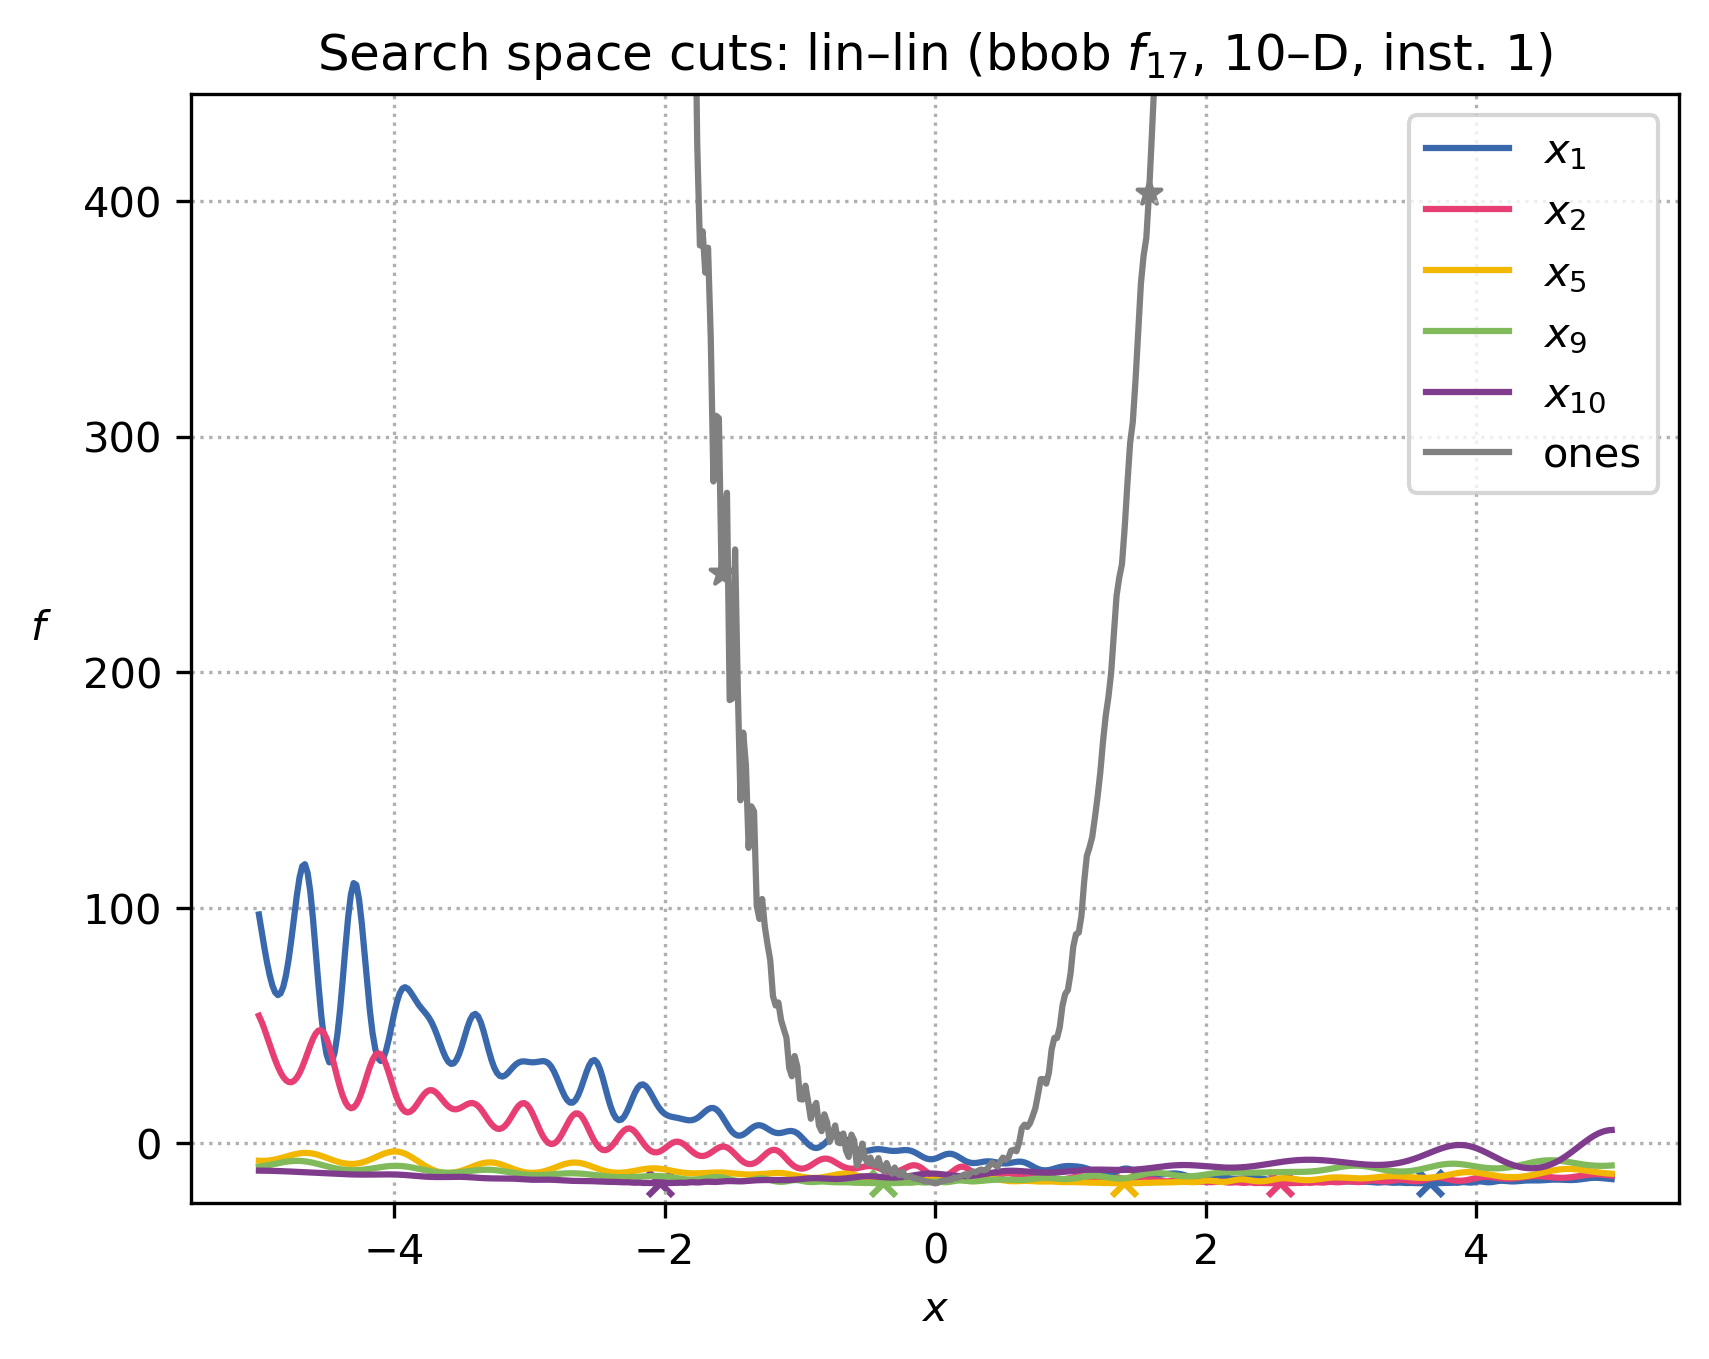 Search space cuts: lin–lin (bbob f17, 10–D, inst. 1)
x1
x2
x5
x9
x10
ones
400
300
200
100
0
f
−4
−2
0
2
4
x